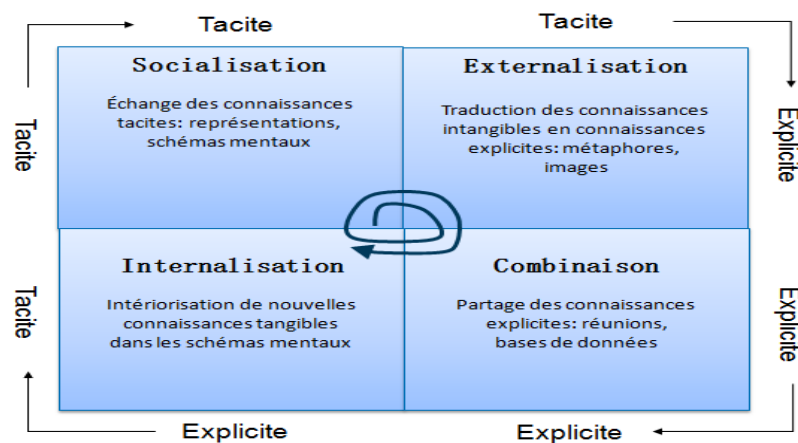 Tacite
Tacite
Socialisation
Échange des connaissances
tacites: représentations,
schémas mentaux
Externalisation
Traduction des connaissances
intangibles en connaissances
explicites: métaphores,
images
Tacite
Explicite
Internalisation
Intériorisation de nouvelles
connaissances tangibles
dans les schémas mentaux
Combinaison
Partage des connaissances
explicites: réunions,
bases de données
Tacite
Explicite
Explicite
Explicite